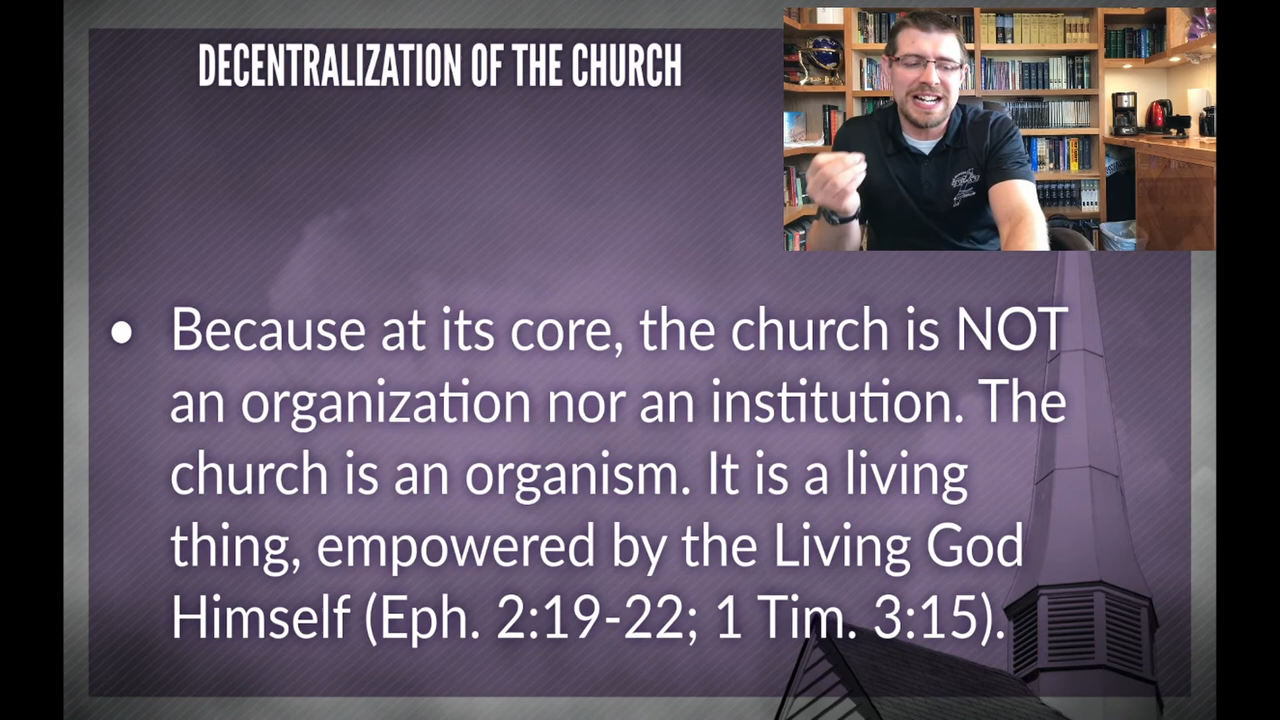 DECENTRALIZATION OF THE CHURCH
• Because at its core, the church is NOT
an organization nor an institution. The
church is an organism. It is a living
thing, empowered by the Living God
Himself (Eph. 2:19-22; 1 Tim. 3:15).